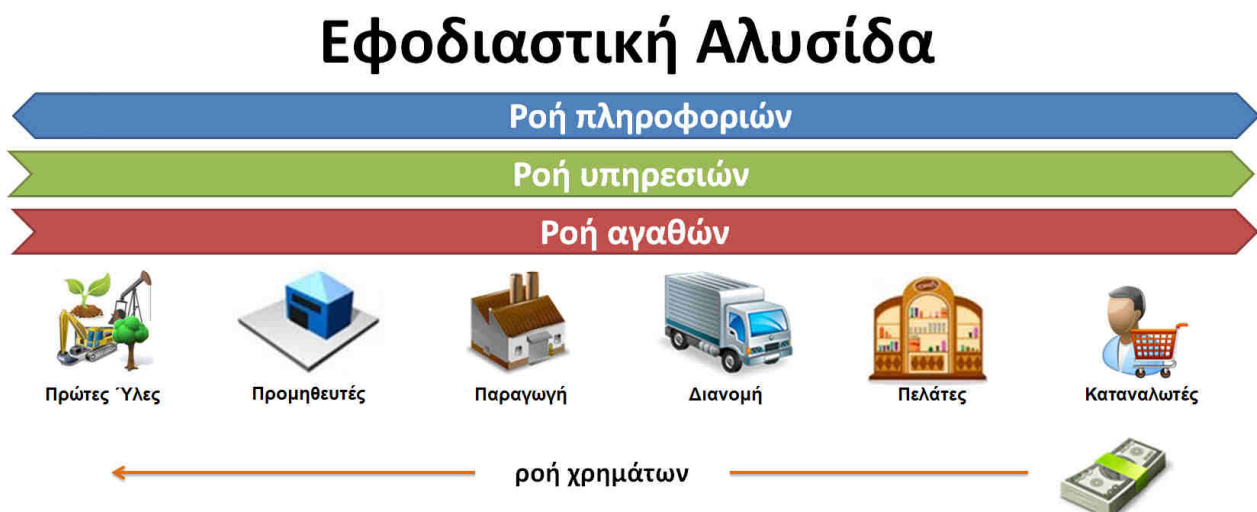 Εφοδιαστική Αλυσίδα
Ροή πληροφοριών
Ροή υπηρεσιών
Ροή αγαθών
Πρώτες Ύλες
Προμηθευτές
Παραγωγή
Διανομή
Πελάτες
Καταναλωτές
ροή χρημάτων